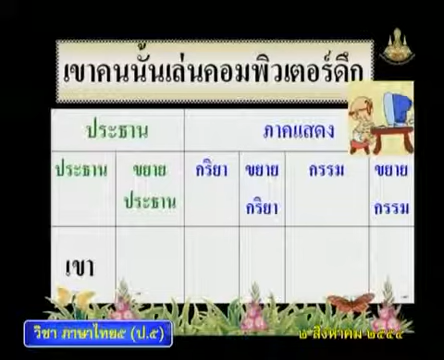 เขาคนนั้นเล่นคอมพิวเตอร์ดึก
ประธาน ภาคแสดง
ประธาน ขยาย กริยา ขยาย กรรม ขยาย
ประธาน กริยา กรรม
เขา
วิชา ภาษาไทย๕ (ป.๕) ๒ สิงหาคม ๒๕๕๔